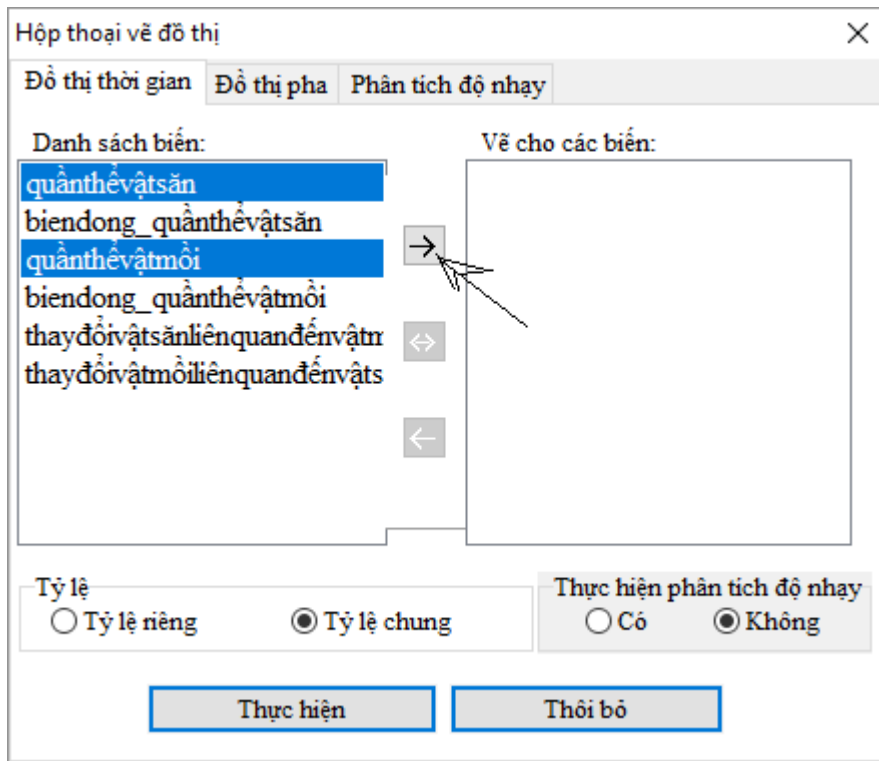 Hộp thoại vẽ đồ thị
Đồ thị thời gian Đồ thị pha Phân tích độ nhạy
Danh sách biến: Vẽ cho các biến:
quầnthểvậtsăn
biendong_quầnthểvậtsăn
quầnthểvậtmồi
biendong_quầnthểvậtmồi
thayđổivậtsănliênquanđếnvậtm
thayđổivậtmồiliênquanđếnvậts
Tỷ lệ Thực hiện phân tích độ nhạy
Tỷ lệ riêng Tỷ lệ chung Có Không
Thực hiện Thôi bỏ